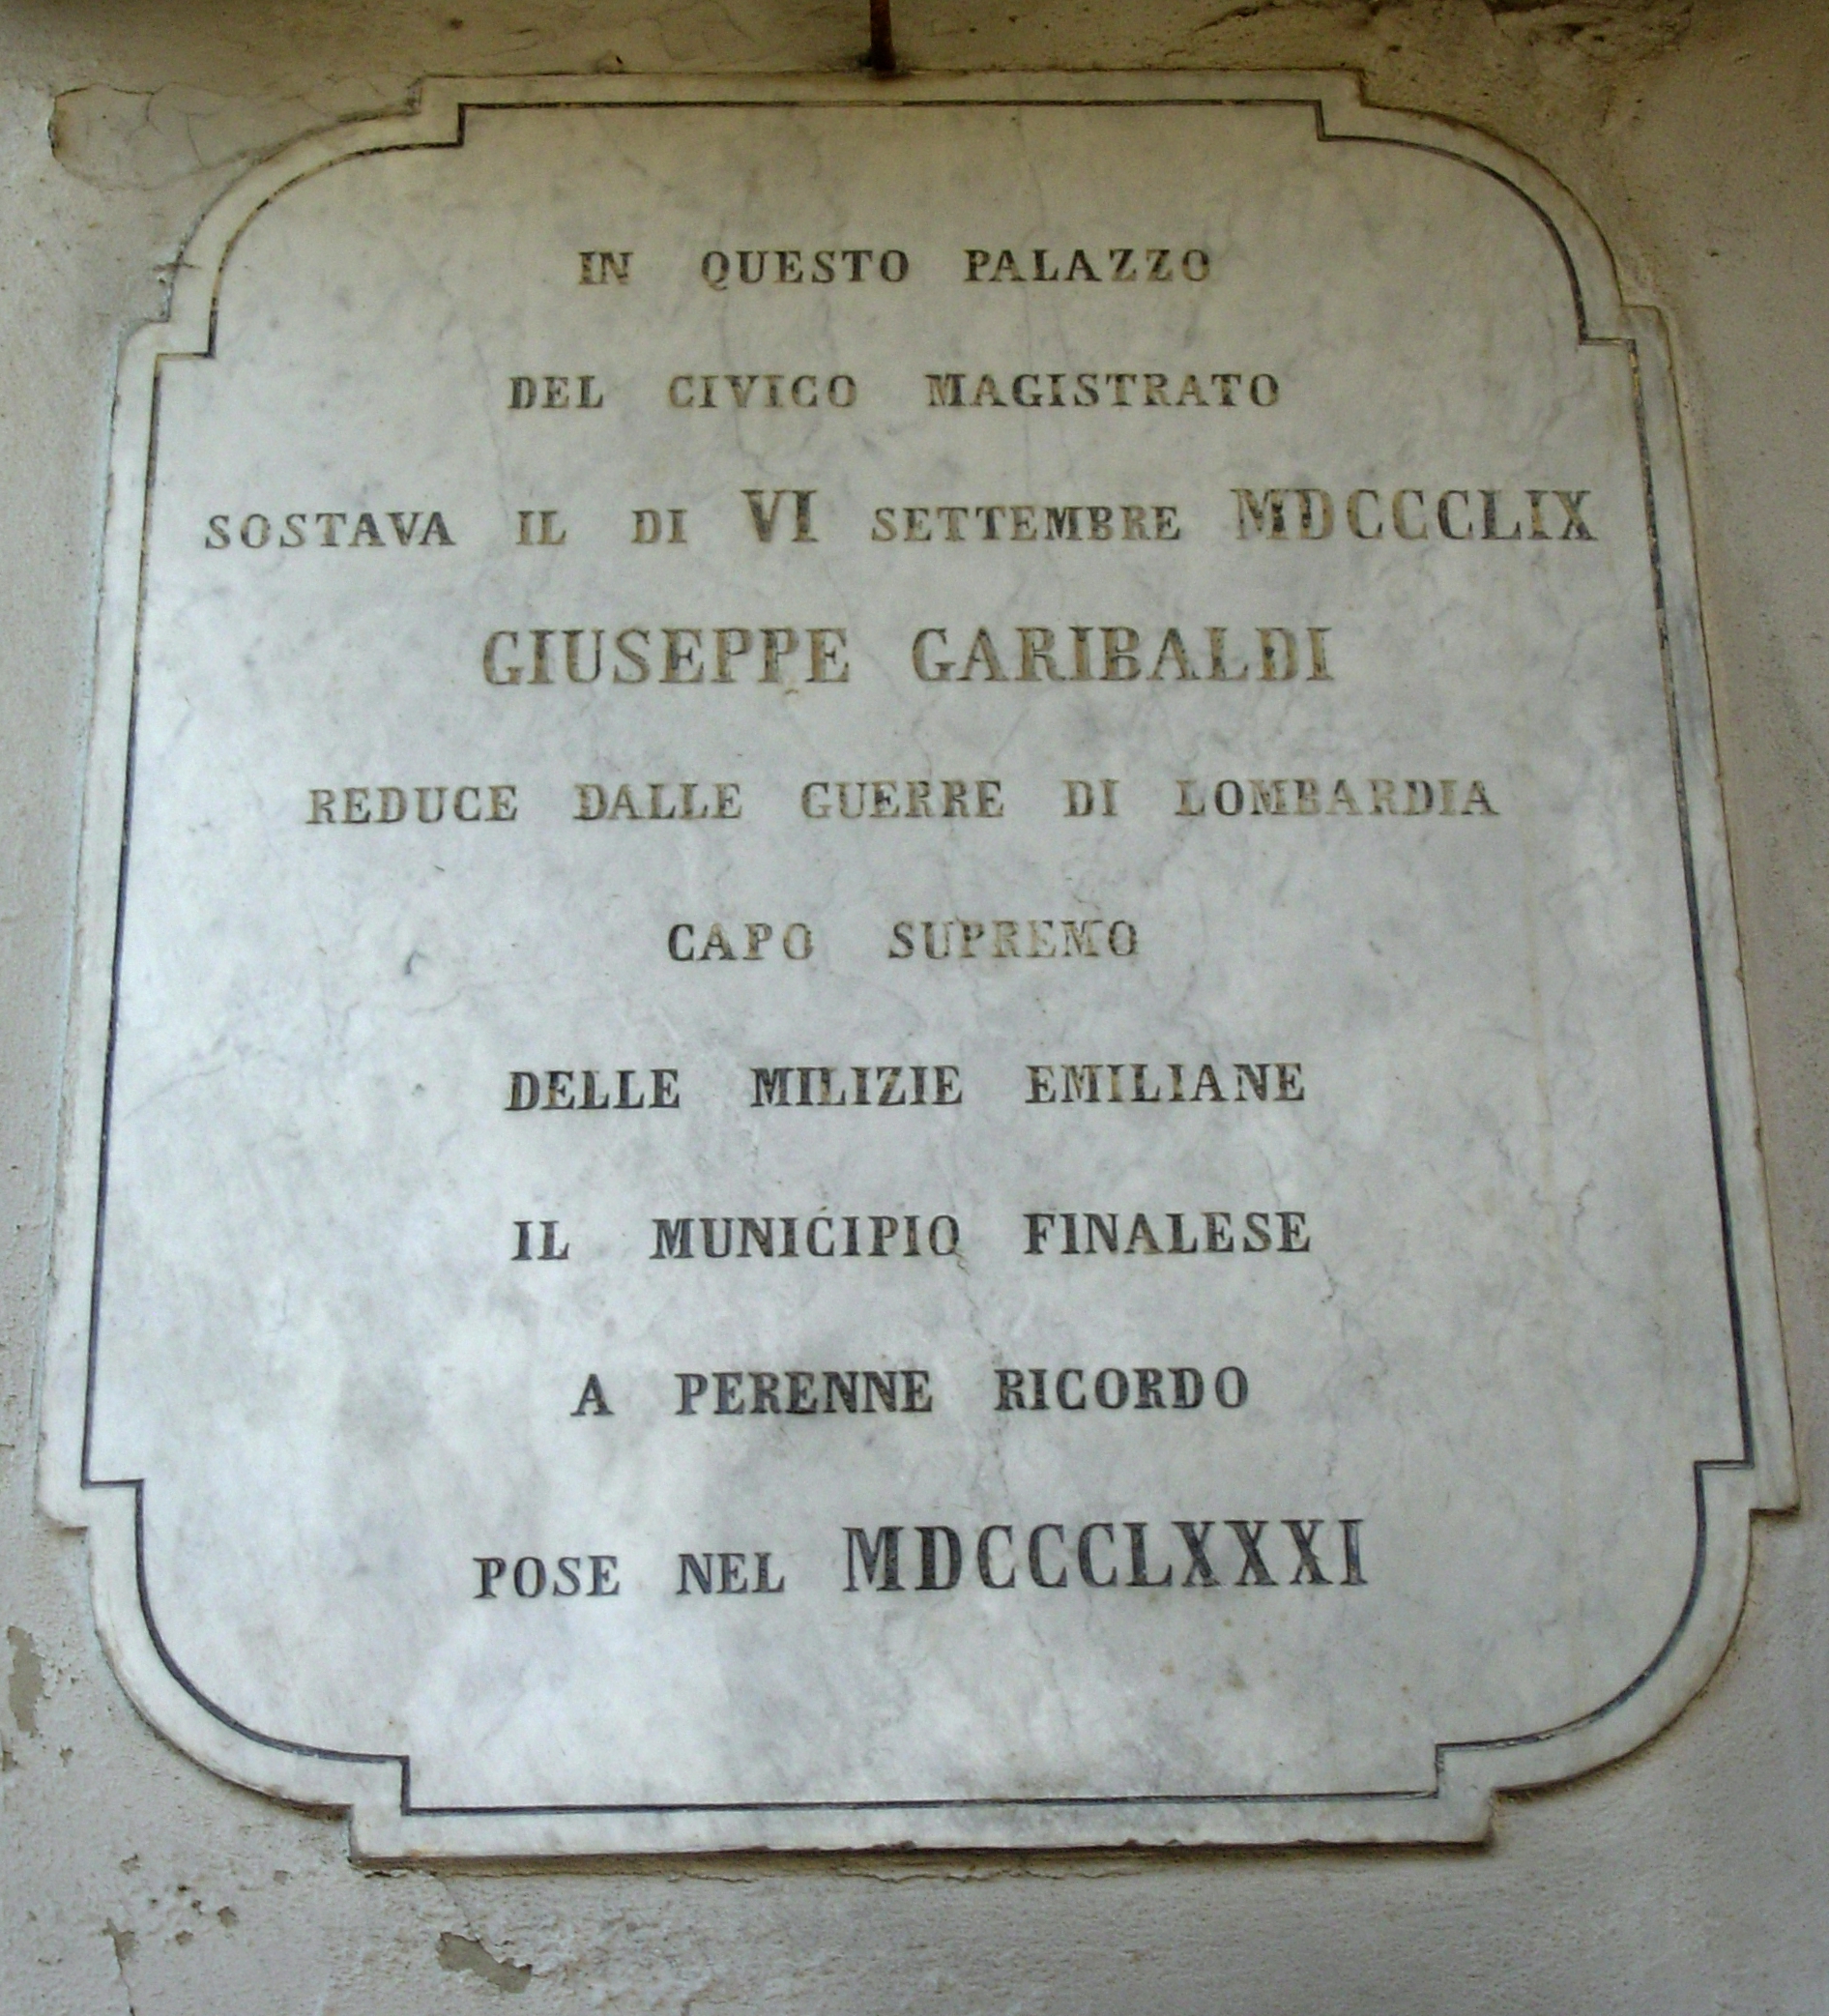 IN QUESTO PALAZZO
DEL CIVICO MAGISTRATO
SOSTAVA IL DI VI SETTEMBRE MDCCCLIX
GIUSEPPE GARIBALDI
REDUCE DALLE GUERRE DI LOMBARDIA
CAPO SUPREMO
DELLE MILIZIE EMILIANE
IL MUNICIPIO FINALESE
A PERENNE RICORDO
POSE NEL MDCCCLXXXI